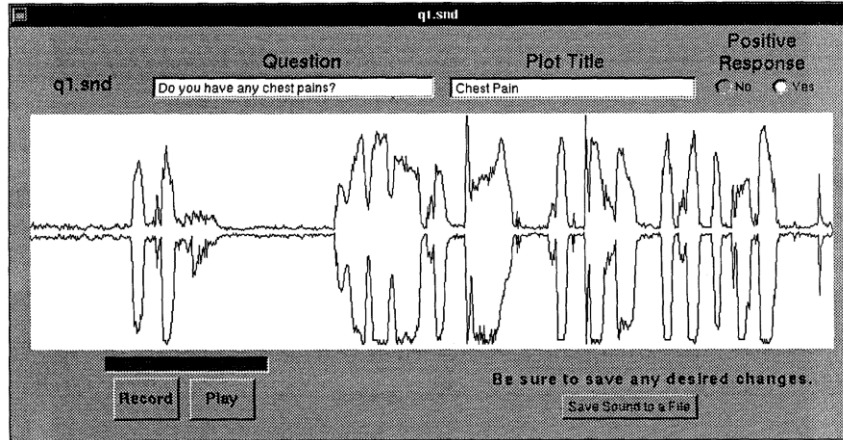 q1.snd
Question
Plot Title
Positive
Response
q1.snd
Do you have any chest pains?
Chest Pain
No
Yes
Be sure to save any desired changes.
Record
Play
Save Sound to a File